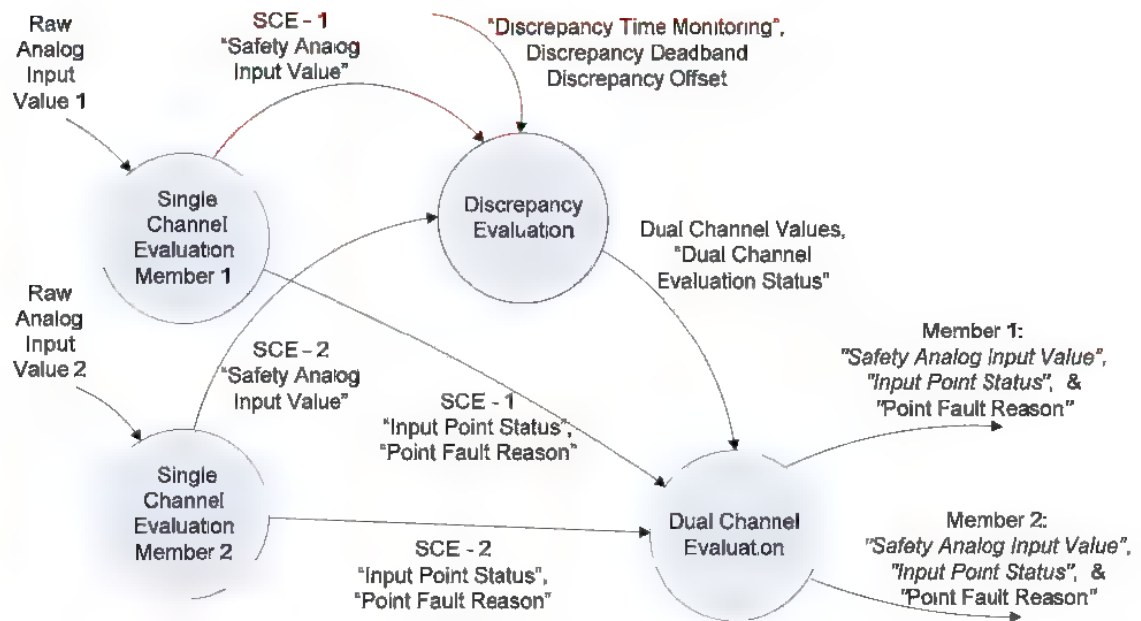 Raw
Analog
Input
Value 1
SCE - 1
"Safety Analog
Input Value"
"Discrepancy Time Monitoring",
Discrepancy Deadband
Discrepancy Offset
Single
Channel
Evaluation
Member 1
Discrepancy
Evaluation
Dual Channel Values,
"Dual Channel
Evaluation Status"
Raw
Analog
Input
Value 2
SCE - 2
"Safety Analog
Input Value"
SCE - 1
"Input Point Status",
"Point Fault Reason"
Member 1:
"Safety Analog Input Value",
"Input Point Status", &
"Point Fault Reason"
Single
Channel
Evaluation
Member 2
Dual Channel
Evaluation
SCE - 2
"Input Point Status",
"Point Fault Reason"
Member 2:
"Safety Analog Input Value",
"Input Point Status", &
"Point Fault Reason"